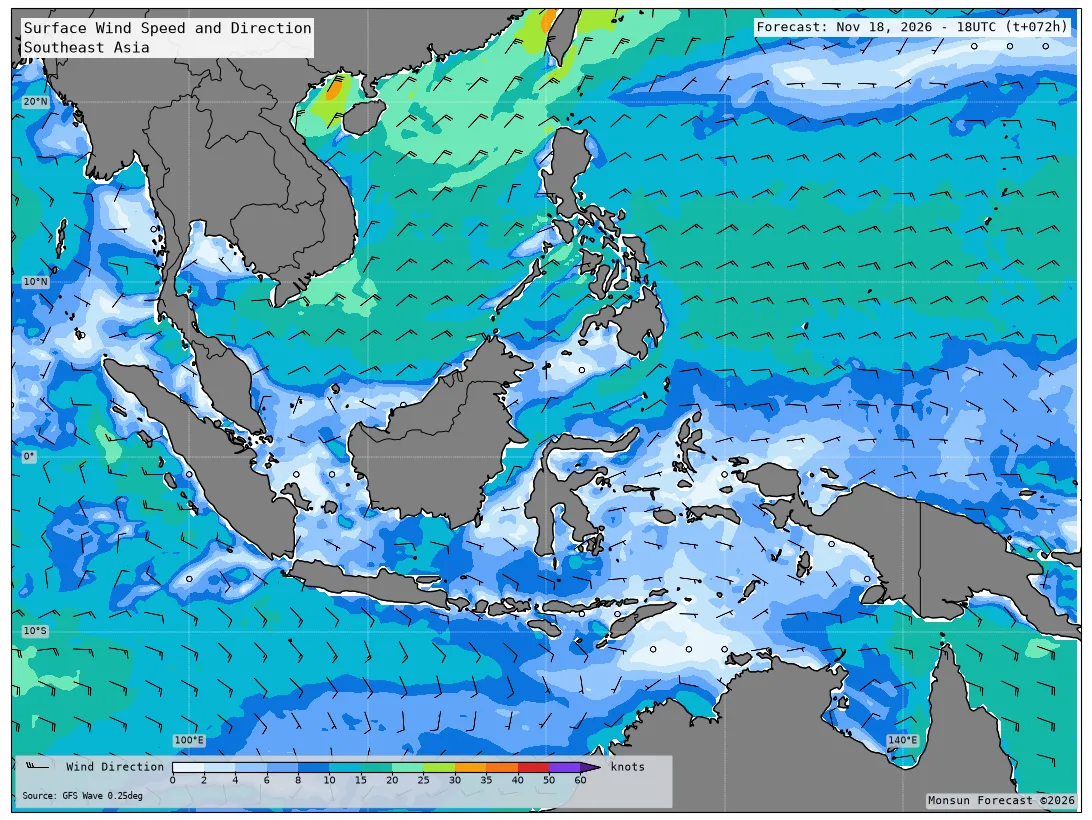 Surface Wind Speed and Direction
Southeast Asia
Forecast: Nov 18, 2026 - 18UTC (t+072h)
20°N
10°N
0°
10°S
100°E
140°E
Wind Direction
0 2 4 6 8 10 15 20 25 30 35 40 50 60
knots
Source: GFS Wave 0.25deg
Monsun Forecast ©2026